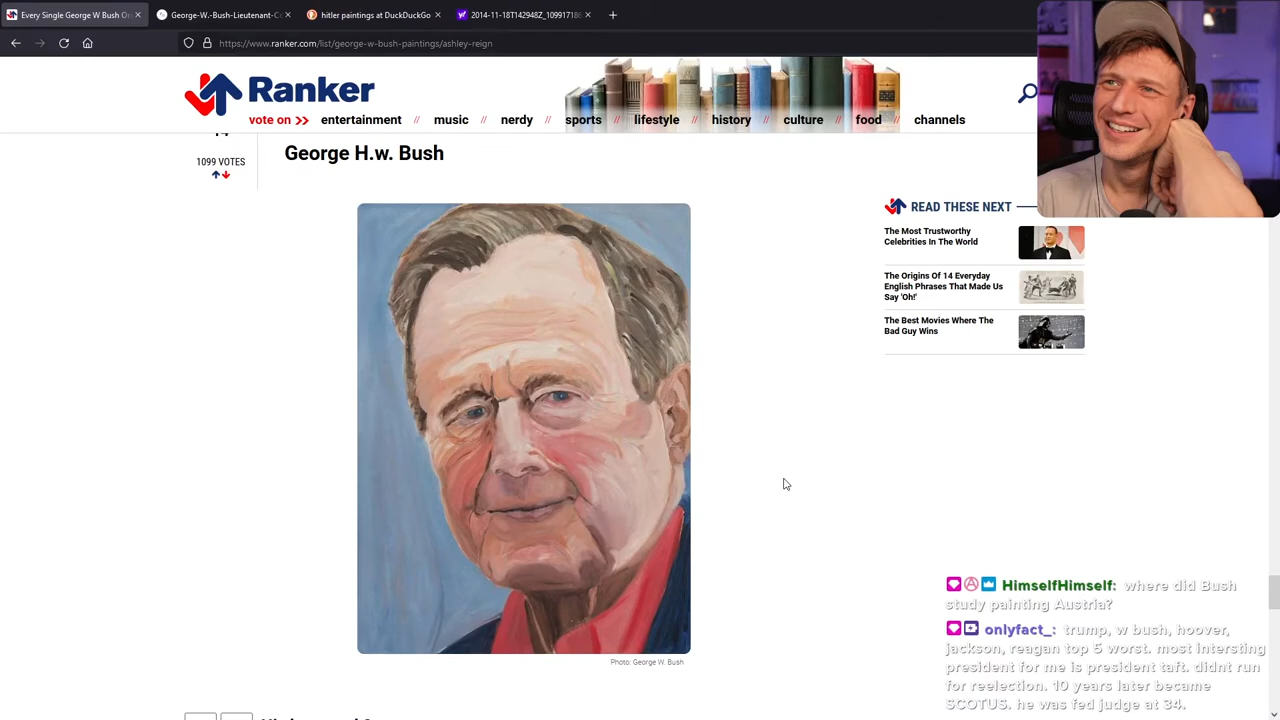 Every Single George W Bush Or
George-W.-Bush-Lieutenant-C
hitler paintings at DuckDuckGo
2014-11-18T142948Z_10991718
https://www.ranker.com/list/george-w-bush-paintings/ashley-reign
Ranker
vote on >> entertainment // music // nerdy // sports // lifestyle // history // culture // food // channels
14
1099 VOTES
George H.w. Bush
READ THESE NEXT
The Most Trustworthy
Celebrities In The World
The Origins Of 14 Everyday
English Phrases That Made Us
Say 'Oh!'
The Best Movies Where The
Bad Guy Wins
Photo: George W. Bush
HimselfHimself: where did Bush
study painting Austria?
onlyfact_: trump, w bush, hoover,
jackson, reagan top 5 worst. most intersting
president for me is president taft. didnt run
for reelection. 10 years later became
SCOTUS. he was fed judge at 34.